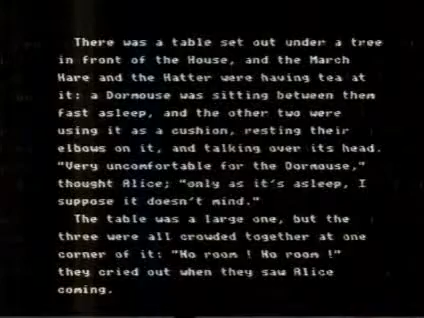 There was a table set out under a tree
in front of the House, and the March
Hare and the Hatter were having tea at
it: a Dormouse was sitting between them
fast asleep, and the other two were
using it as a cushion, resting their
elbows on it, and talking over its head.
"Very uncomfortable for the Dormouse,"
thought Alice; "only as it's asleep, I
suppose it doesn't mind."
The table was a large one, but the
three were all crowded together at one
corner of it: "No room ! No room !"
they cried out when they saw Alice
coming.